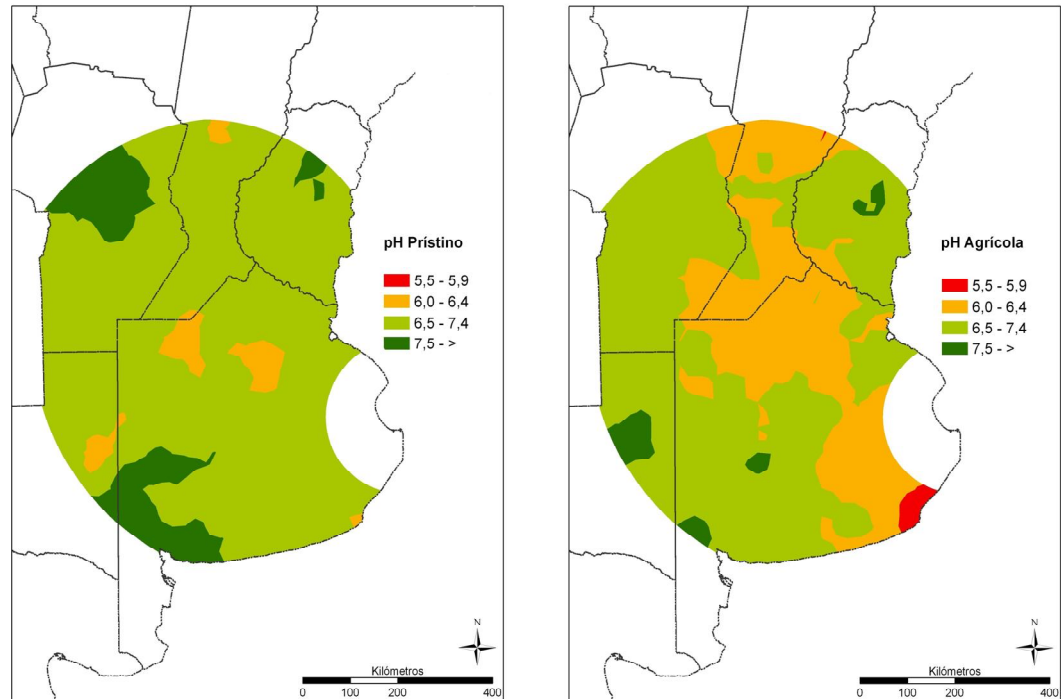 pH Prístino
5,5 - 5,9
6,0 - 6,4
6,5 - 7,4
7,5 - >
N
Kilómetros
0 100 200 400
pH Agrícola
5,5 - 5,9
6,0 - 6,4
6,5 - 7,4
7,5 - >
N
Kilómetros
0 100 200 400